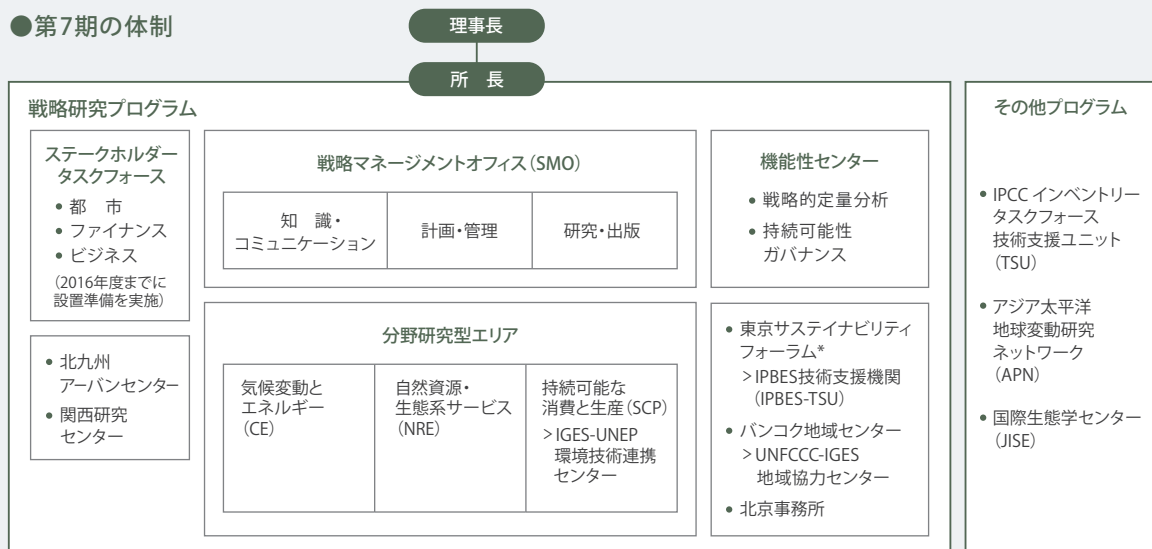 ●第7期の体制
理事長
所　長
戦略研究プログラム
ステークホルダー
タスクフォース
• 都　市
• ファイナンス
• ビジネス
(2016年度までに
設置準備を実施)
戦略マネージメントオフィス(SMO)
知　識・
コミュニケーション
計画・管理
研究・出版
機能性センター
• 戦略的定量分析
• 持続可能性
ガバナンス
• 北九州
アーバンセンター
• 関西研究
センター
分野研究型エリア
気候変動と
エネルギー
(CE)
自然資源・
生態系サービス
(NRE)
持続可能な
消費と生産(SCP)
>IGES-UNEP
環境技術連携
センター
• 東京サステイナビリティ
フォーラム*
>IPBES技術支援機関
(IPBES-TSU)
• バンコク地域センター
>UNFCCC-IGES
地域協力センター
• 北京事務所
その他プログラム
• IPCC インベントリー
タスクフォース
技術支援ユニット
(TSU)
• アジア太平洋
地球変動研究
ネットワーク
(APN)
• 国際生態学センター
(JISE)